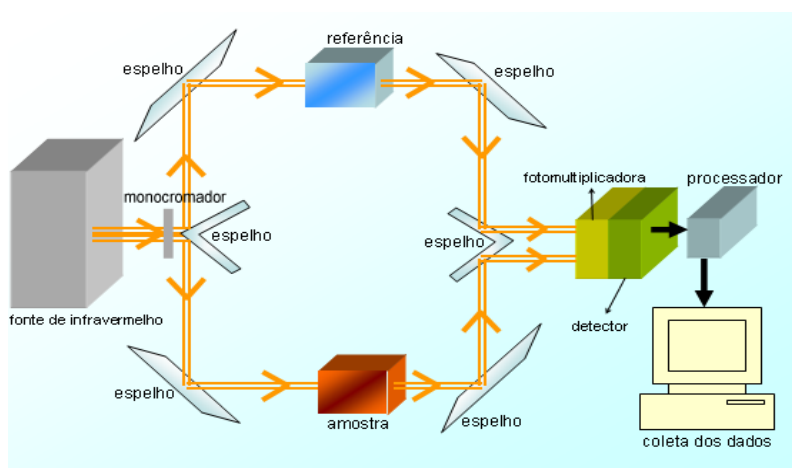 referência
espelho
espelho
fotomultiplicadora
processador
monocromador
espelho
espelho
fonte de infravermelho
detector
espelho
amostra
espelho
coleta dos dados